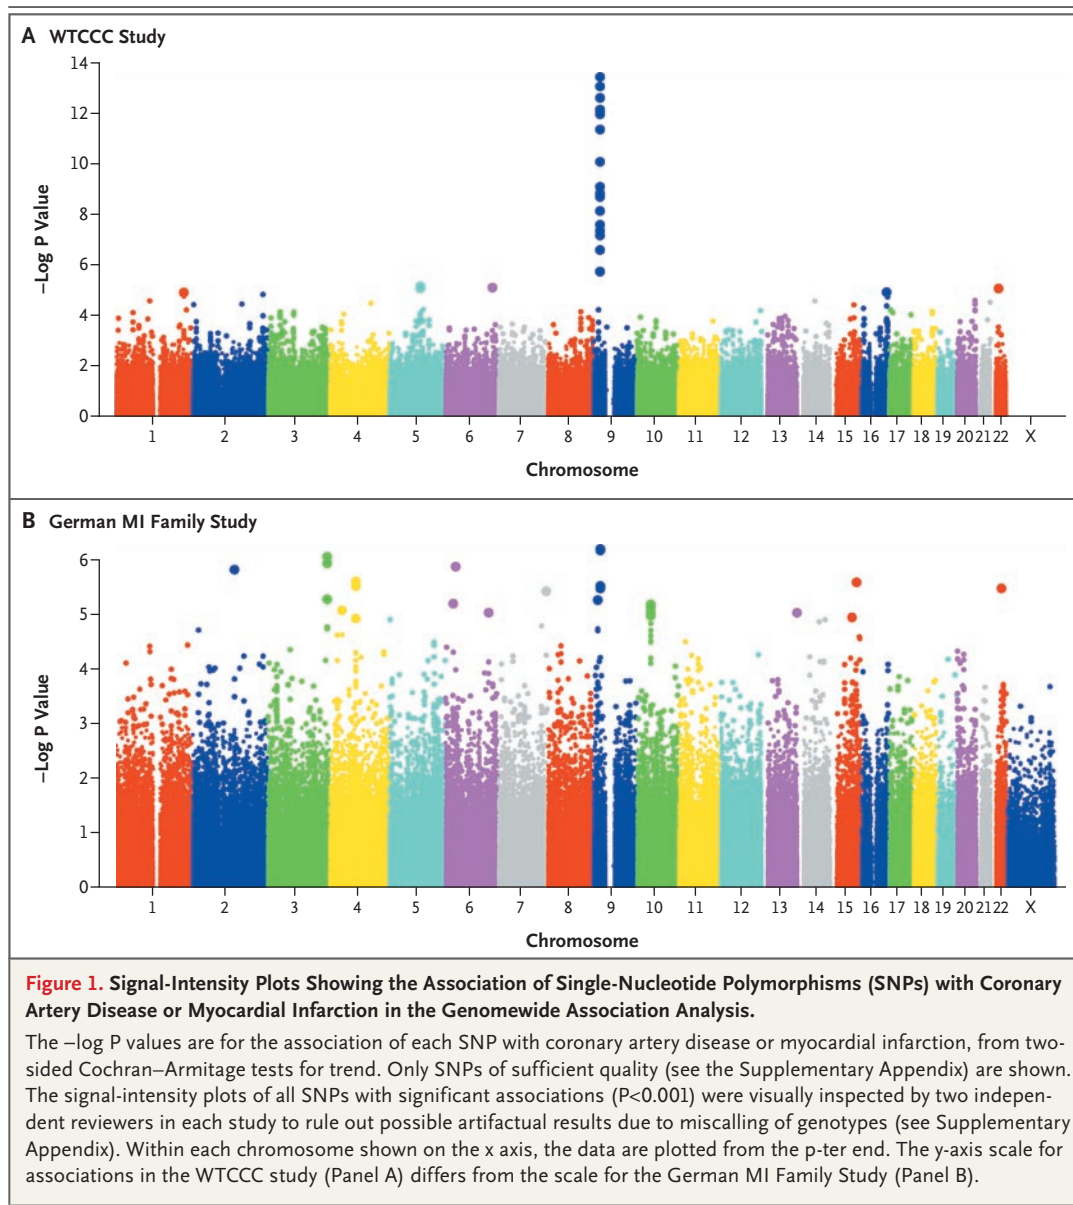 A WTCCC Study
14
12
10
8
6
4
2
0
–Log P Value
1 2 3 4 5 6 7 8 9 10 11 12 13 14 15 16 17 18 19 20 21 22 X
Chromosome
B German MI Family Study
6
5
4
3
2
1
0
–Log P Value
1 2 3 4 5 6 7 8 9 10 11 12 13 14 15 16 17 18 19 20 21 22 X
Chromosome
Figure 1. Signal-Intensity Plots Showing the Association of Single-Nucleotide Polymorphisms (SNPs) with Coronary
Artery Disease or Myocardial Infarction in the Genomewide Association Analysis.
The –log P values are for the association of each SNP with coronary artery disease or myocardial infarction, from two-
sided Cochran–Armitage tests for trend. Only SNPs of sufficient quality (see the Supplementary Appendix) are shown.
The signal-intensity plots of all SNPs with significant associations (P<0.001) were visually inspected by two indepen-
dent reviewers in each study to rule out possible artifactual results due to miscalling of genotypes (see Supplementary
Appendix). Within each chromosome shown on the x axis, the data are plotted from the p-ter end. The y-axis scale for
associations in the WTCCC study (Panel A) differs from the scale for the German MI Family Study (Panel B).